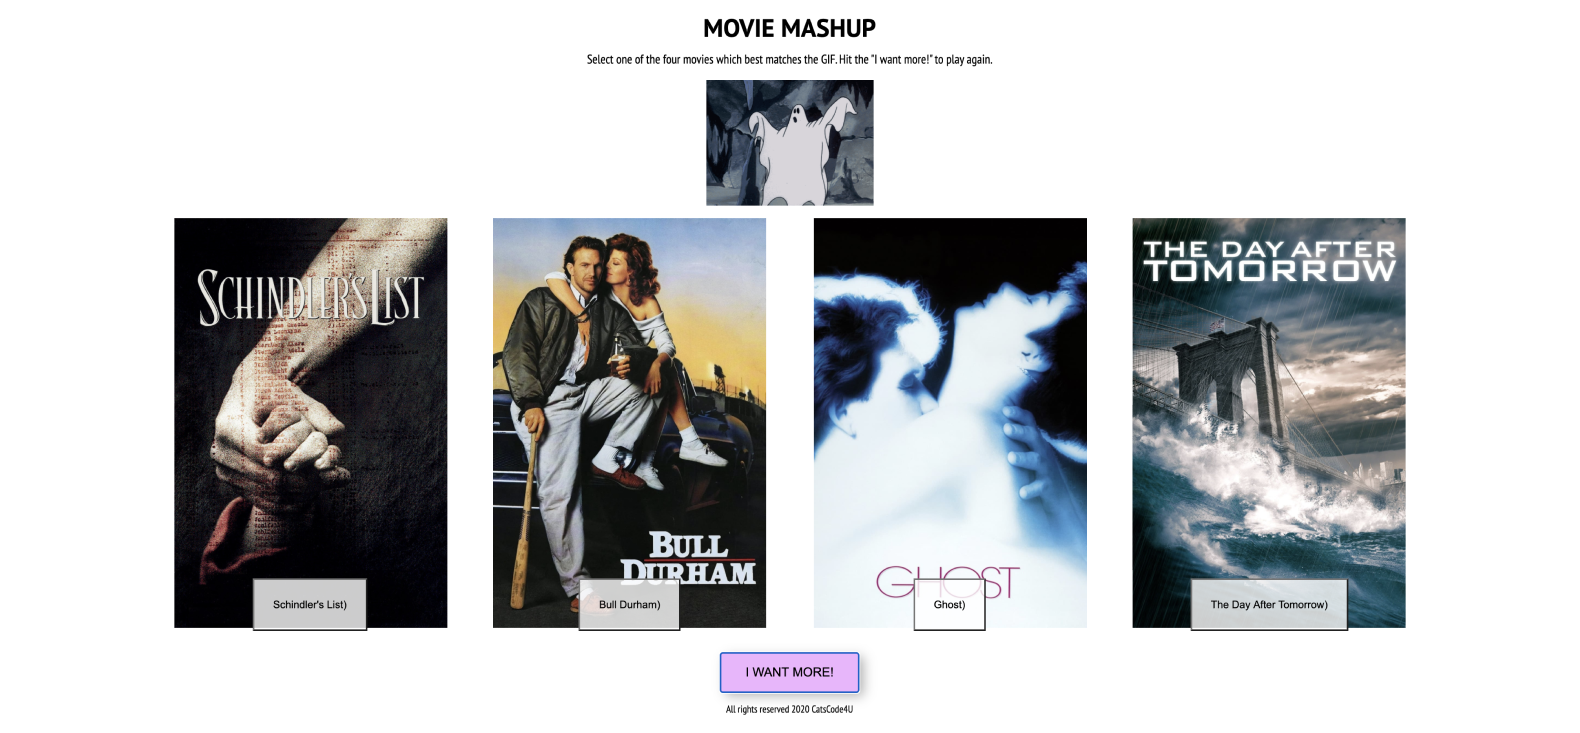 MOVIE MASHUP
Select one of the four movies which best matches the GIF. Hit the "I want more!" to play again.
SCHINDLER'S LIST
BULL
DURHAM
GHOST
THE DAY AFTER
TOMORROW
Schindler's List)
Bull Durham)
Ghost)
The Day After Tomorrow)
I WANT MORE!
All rights reserved 2020 CatsCode4U